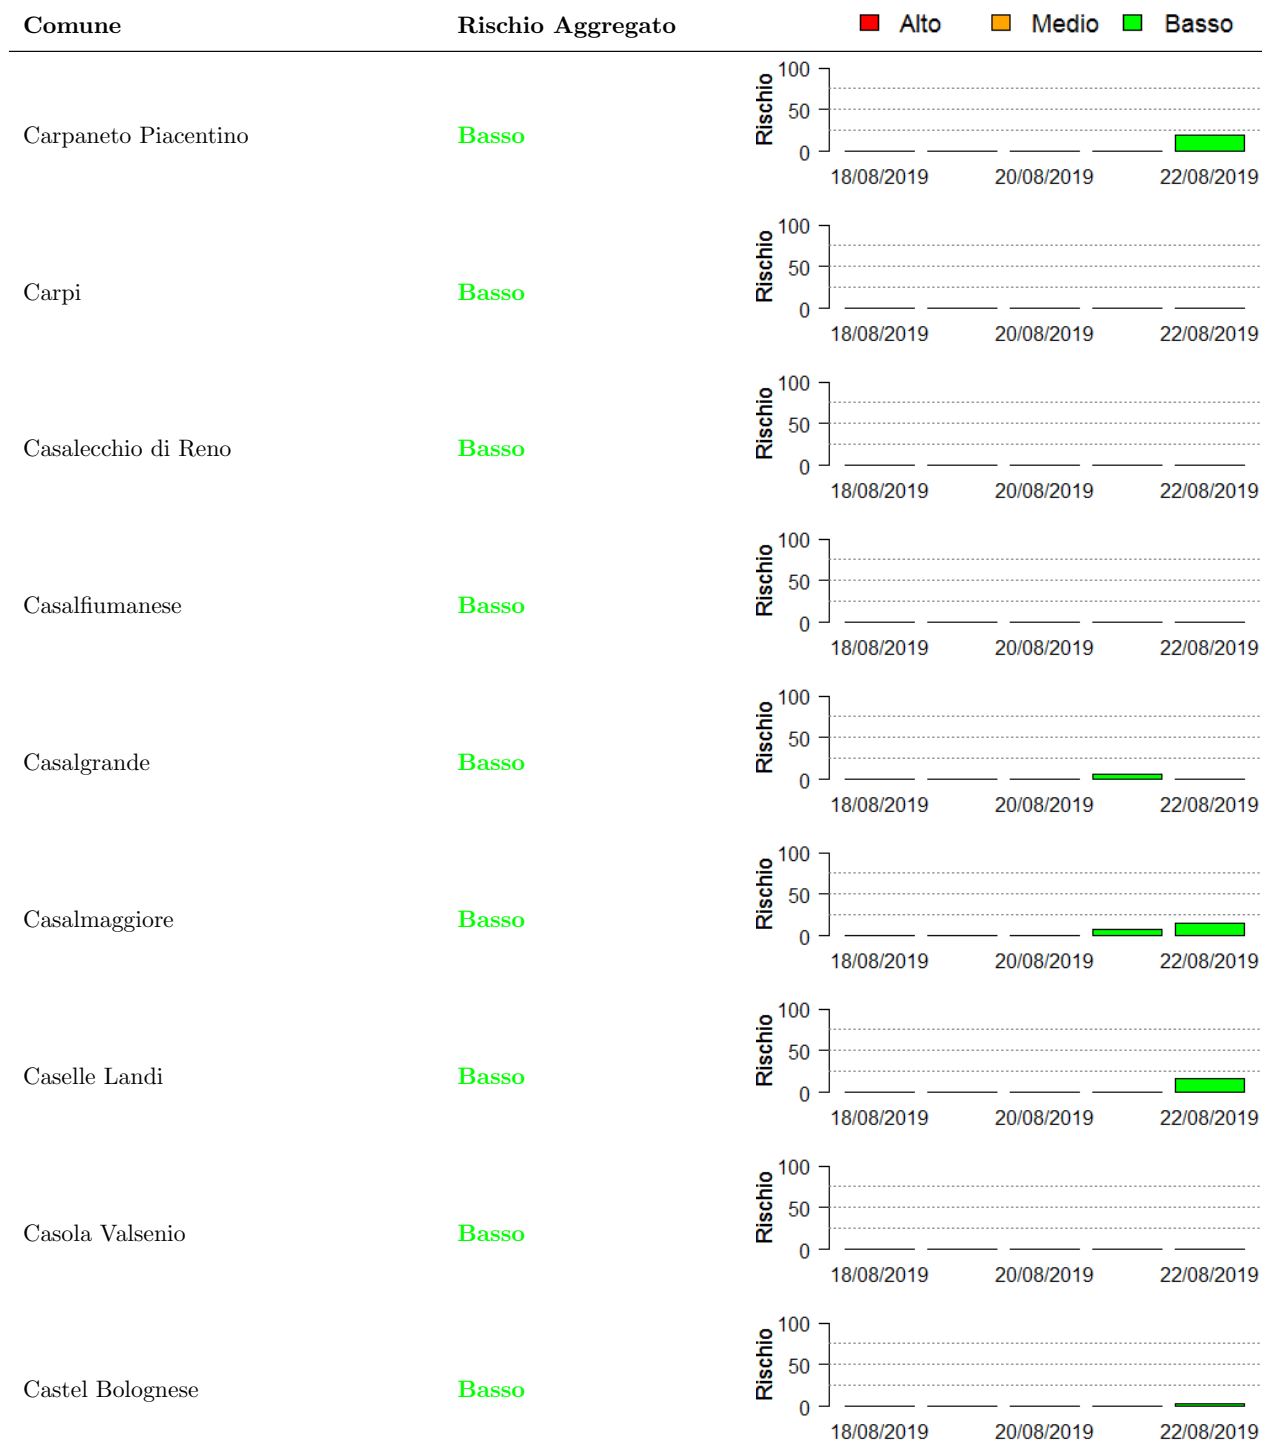 Comune Rischio Aggregato Alto Medio Basso
100
50
0
Rischio
Carpaneto Piacentino Basso
18/08/2019 20/08/2019 22/08/2019
100
50
0
Rischio
Carpi Basso
18/08/2019 20/08/2019 22/08/2019
100
50
0
Rischio
Casalecchio di Reno Basso
18/08/2019 20/08/2019 22/08/2019
100
50
0
Rischio
Casalfiumanese Basso
18/08/2019 20/08/2019 22/08/2019
100
50
0
Rischio
Casalgrande Basso
18/08/2019 20/08/2019 22/08/2019
100
50
0
Rischio
Casalmaggiore Basso
18/08/2019 20/08/2019 22/08/2019
100
50
0
Rischio
Caselle Landi Basso
18/08/2019 20/08/2019 22/08/2019
100
50
0
Rischio
Casola Valsenio Basso
18/08/2019 20/08/2019 22/08/2019
100
50
0
Rischio
Castel Bolognese Basso
18/08/2019 20/08/2019 22/08/2019